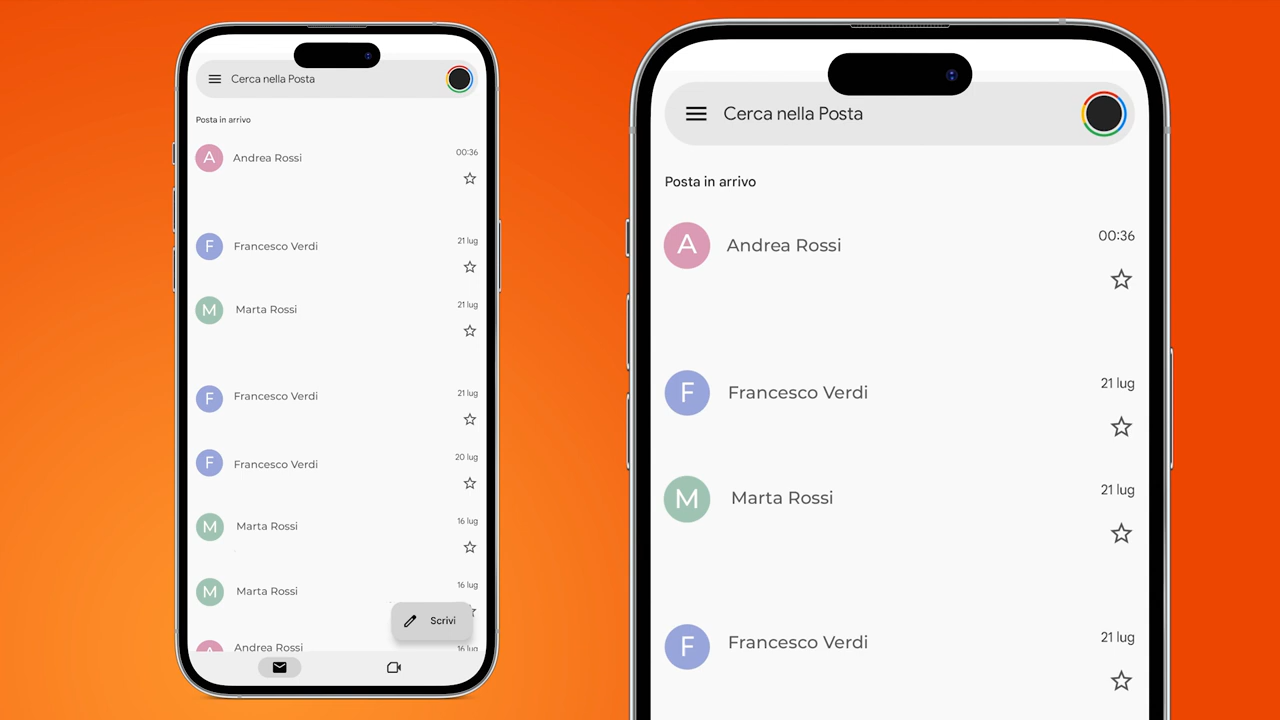 Cerca nella Posta
Posta in arrivo
A Andrea Rossi 00:36
F Francesco Verdi 21 lug
M Marta Rossi 21 lug
F Francesco Verdi 21 lug
F Francesco Verdi 20 lug
M Marta Rossi 16 lug
M Marta Rossi 16 lug
Scrivi
A Andrea Rossi 16 lug
Cerca nella Posta
Posta in arrivo
A Andrea Rossi 00:36
F Francesco Verdi 21 lug
M Marta Rossi 21 lug
F Francesco Verdi 21 lug